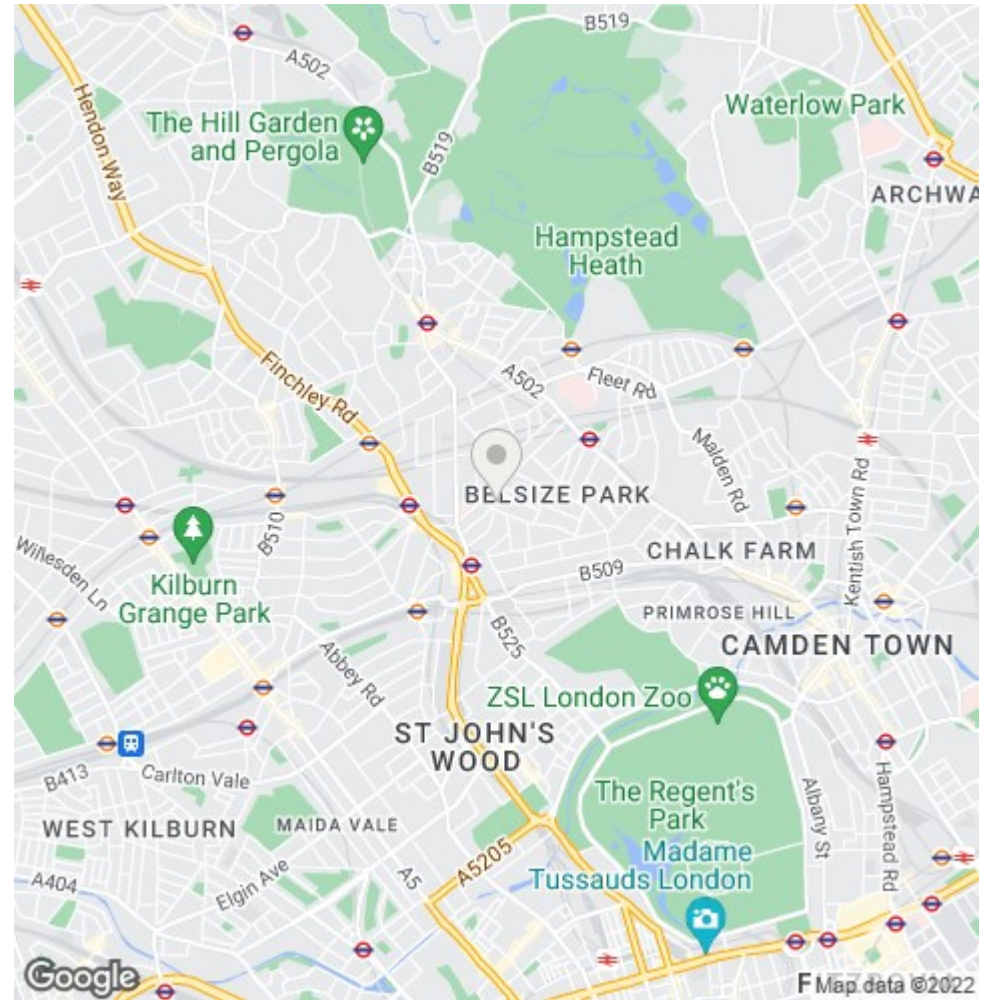 B519
A502
Hendon Way
The Hill Garden
and Pergola
B519
Waterlow Park
ARCHWA
Hampstead
Heath
Finchley Rd
A502
Fleet Rd
Malden Rd
BELSIZE PARK
Kentish Town Rd
B510
Willesden Ln
Kilburn
Grange Park
CHALK FARM
B509
PRIMROSE HILL
B525
CAMDEN TOWN
Abbey Rd
ZSL London Zoo
ST JOHN'S
WOOD
B413
Carlton Vale
The Regent's
Park
Albany St
Hampstead Rd
WEST KILBURN
MAIDA VALE
Madame
Tussauds London
A5205
A404
Elgin Ave
A5
Google
Map data ©2022